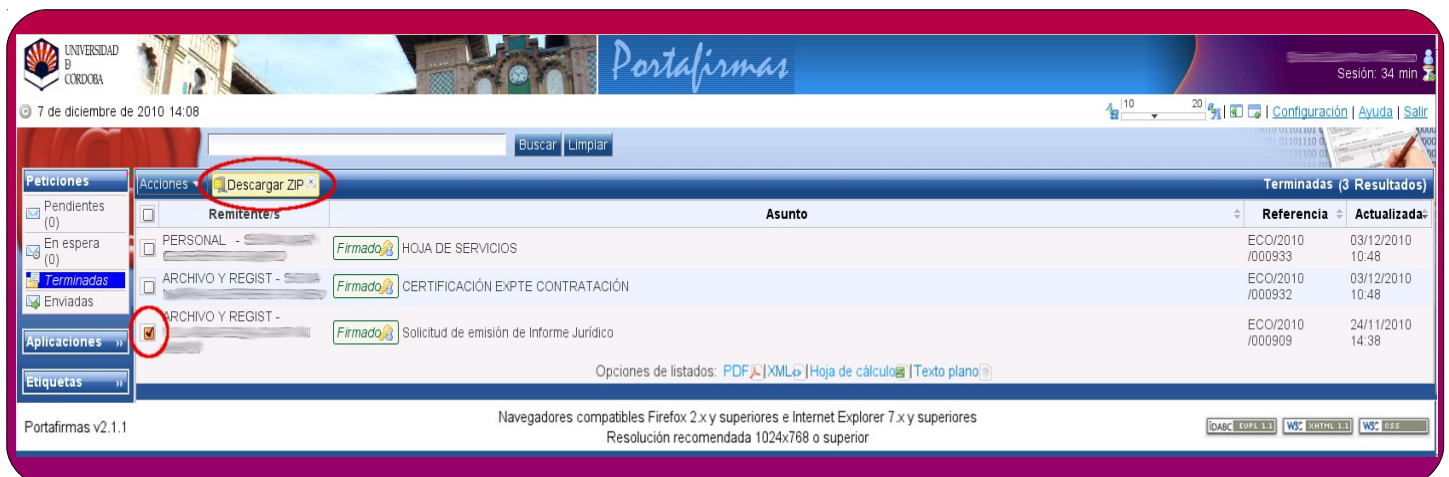 UNIVERSIDAD
D
CORDOBA
Portafirmas
Sesión: 34 min
7 de diciembre de 2010 14:08
10 20 | Configuración | Ayuda | Salir
Buscar Limpiar
Peticiones
Pendientes
(0)
En espera
(0)
Terminadas
Enviadas
Aplicaciones »
Etiquetas »
Acciones Descargar ZIP
Terminadas (3 Resultados)
Remitente/s Asunto Referencia Actualizada
PERSONAL - Firmado HOJA DE SERVICIOS ECO/2010 03/12/2010
/000933 10:48
ARCHIVO Y REGIST - Firmado CERTIFICACIÓN EXPTE CONTRATACIÓN ECO/2010 03/12/2010
/000932 10:48
ARCHIVO Y REGIST - Firmado Solicitud de emisión de Informe Jurídico ECO/2010 24/11/2010
/000909 14:38
Opciones de listados: PDF|XML|Hoja de cálculo|Texto plano
Portafirmas v2.1.1
Navegadores compatibles Firefox 2.x y superiores e Internet Explorer 7.x y superiores
Resolución recomendada 1024x768 o superior
IDABC EUPL 1.1 W3C XHTML 1.1 W3C CSS